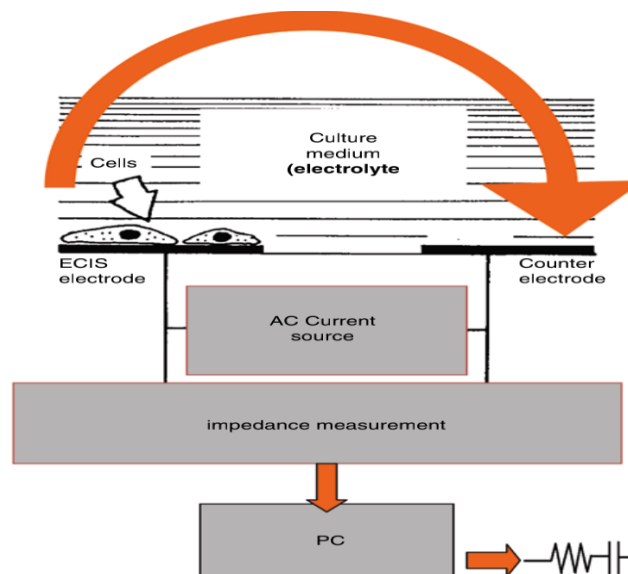 Culture
medium
(electrolyte
Cells
ECIS
electrode
Counter
electrode
AC Current
source
impedance measurement
PC